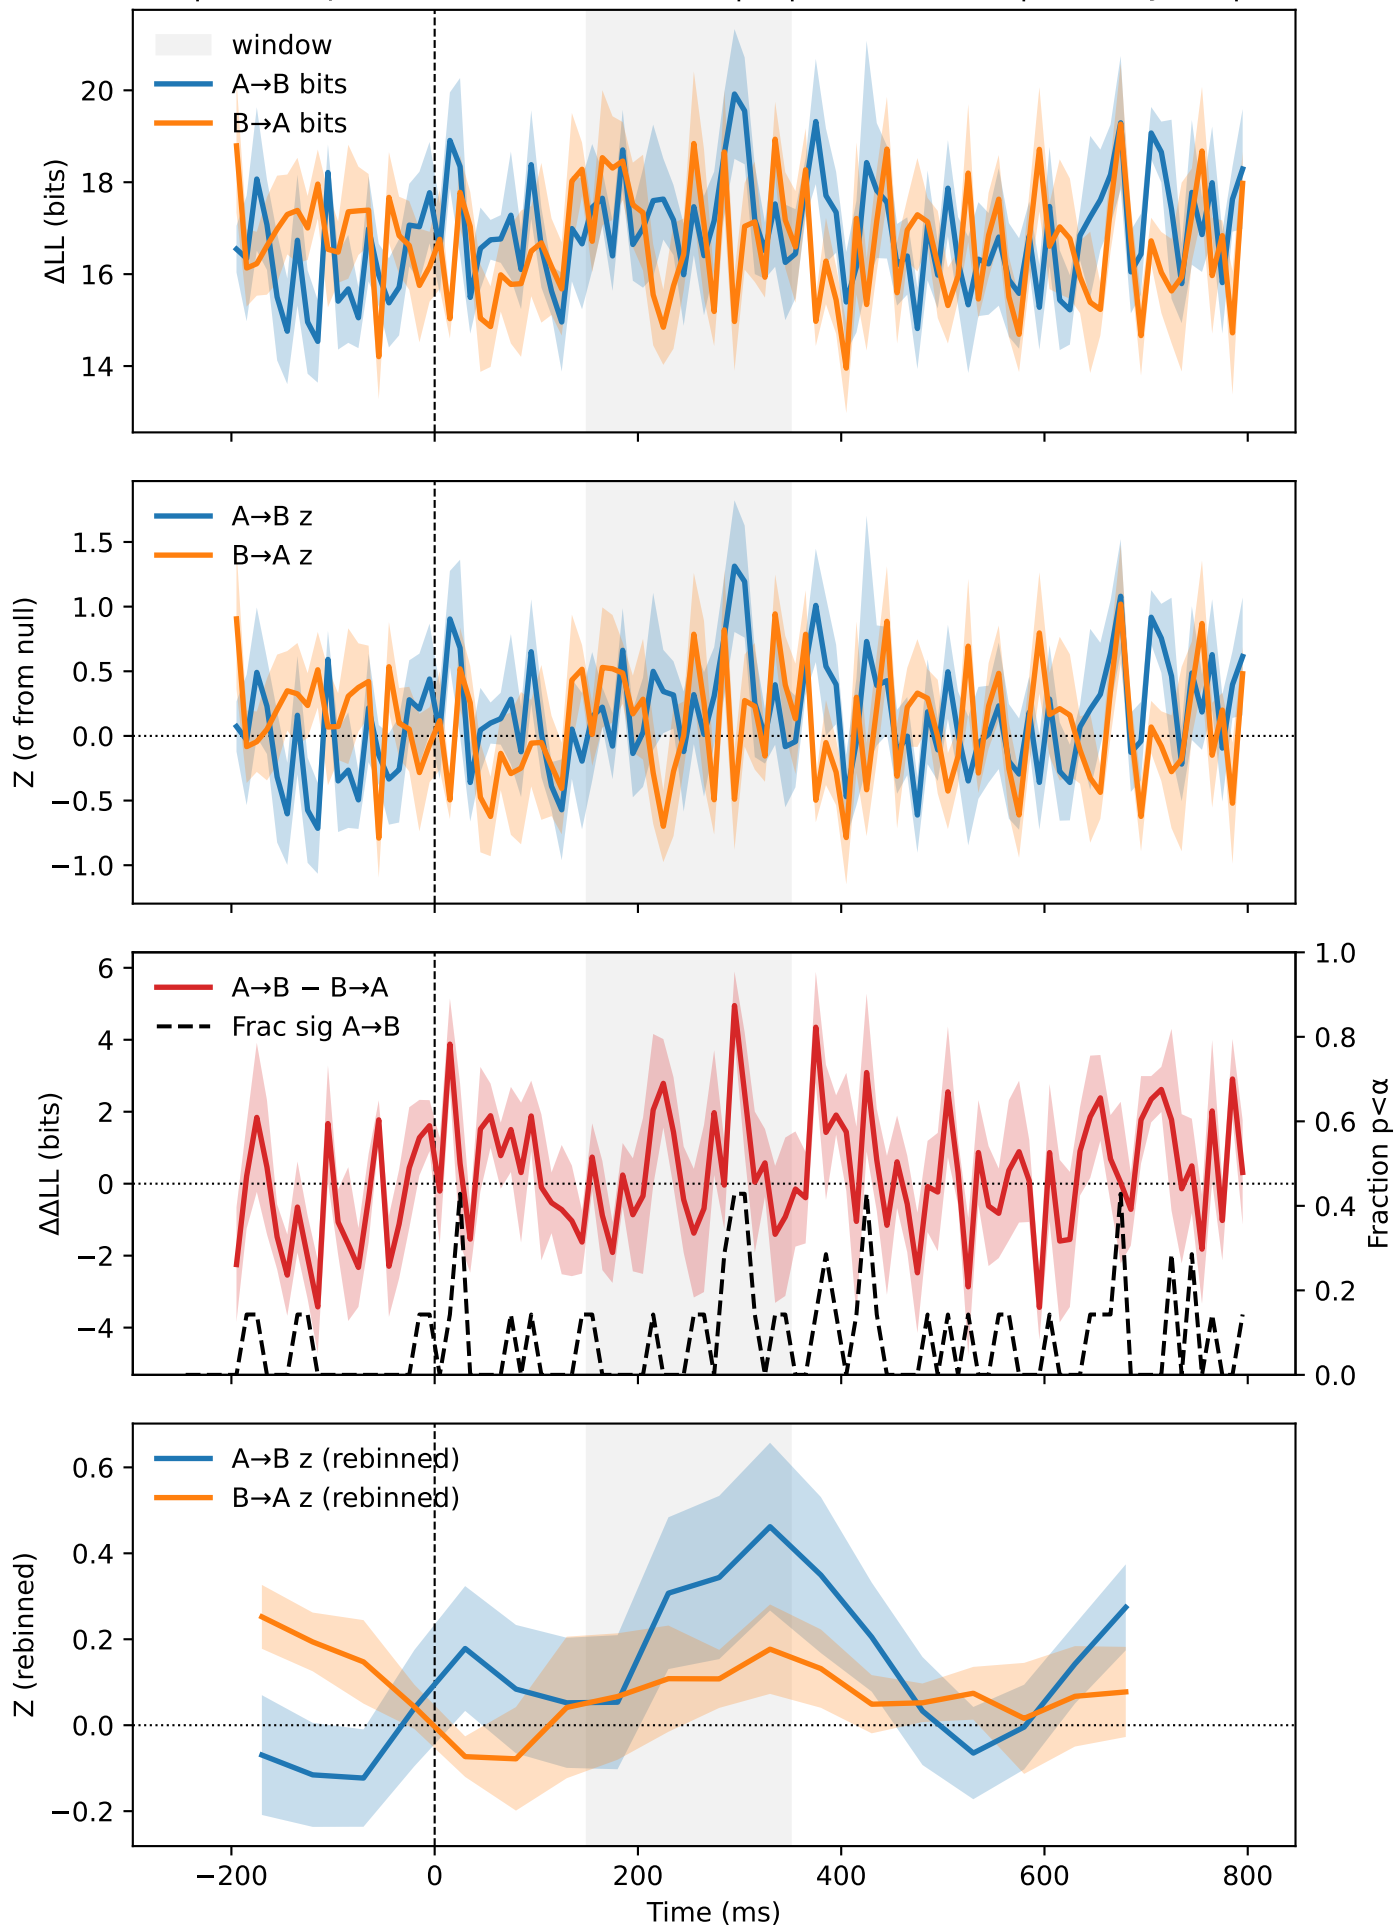 window
A→B bits
B→A bits
ΔLL (bits)
20
18
16
14
A→B z
B→A z
Z (σ from null)
1.5
1.0
0.5
0.0
−0.5
−1.0
A→B − B→A
Frac sig A→B
ΔΔLL (bits)
6
4
2
0
−2
−4
1.0
0.8
0.6
0.4
0.2
0.0
Fraction p<α
A→B z (rebinned)
B→A z (rebinned)
Z (rebinned)
0.6
0.4
0.2
0.0
−0.2
−200
0
200
400
600
800
Time (ms)